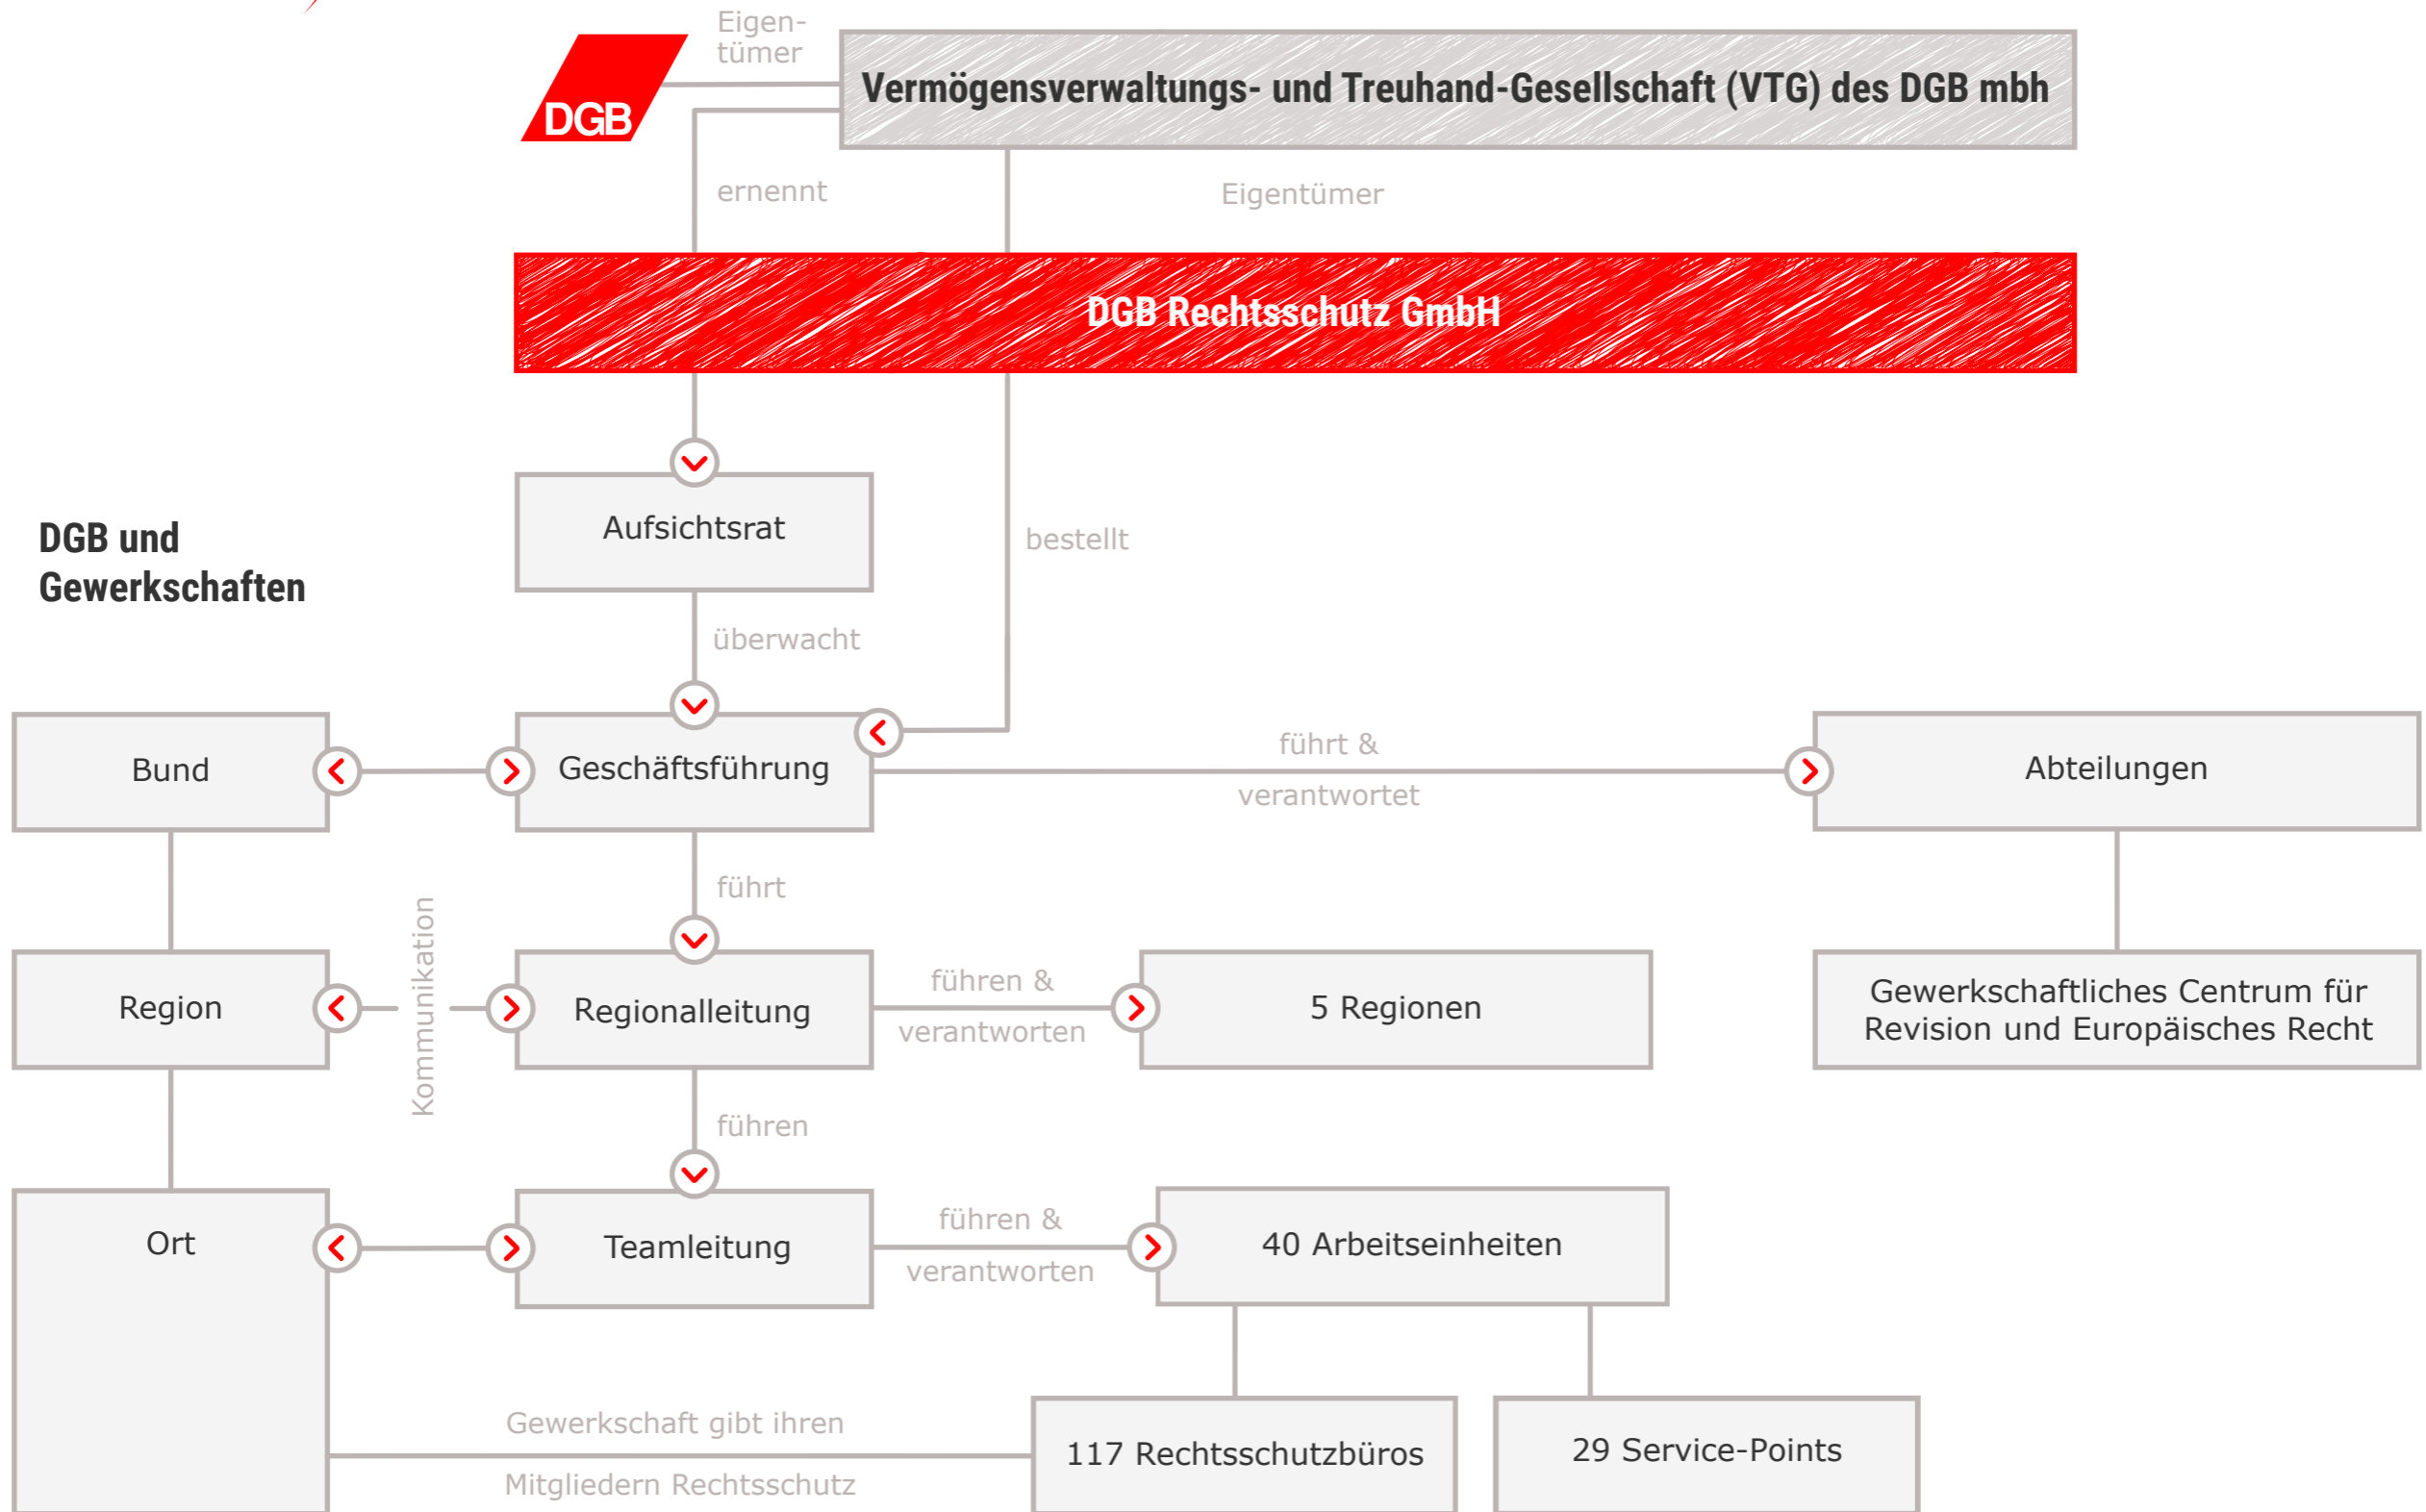 Eigen-
tümer
DGB
Vermögensverwaltungs- und Treuhand-Gesellschaft (VTG) des DGB mbh
ernennt
Eigentümer
DGB Rechtsschutz GmbH
Aufsichtsrat
DGB und
Gewerkschaften
bestellt
überwacht
Bund
Geschäftsführung
führt &
verantwortet
Abteilungen
führt
Kommunikation
Region
Regionalleitung
führen &
verantworten
5 Regionen
Gewerkschaftliches Centrum für
Revision und Europäisches Recht
führen
Ort
Teamleitung
führen &
verantworten
40 Arbeitseinheiten
Gewerkschaft gibt ihren
Mitgliedern Rechtsschutz
117 Rechtsschutzbüros
29 Service-Points